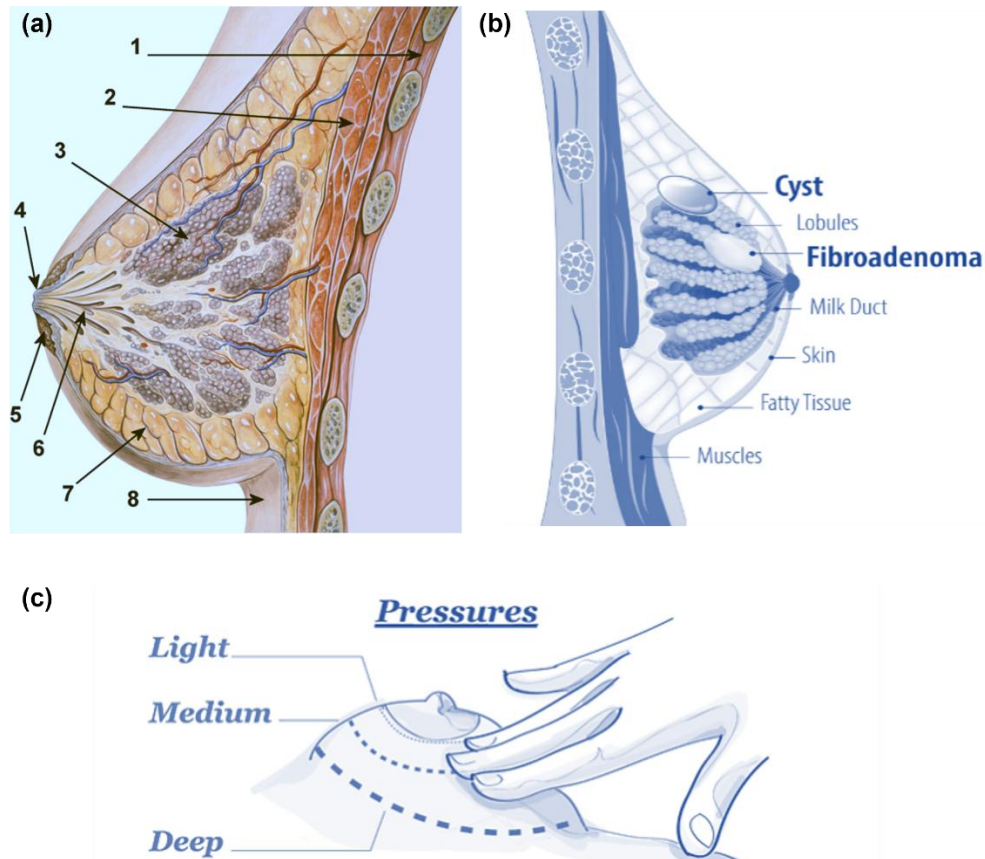 (a)
1
2
3
4
5
6
7
8
(b)
Cyst
Lobules
Fibroadenoma
Milk Duct
Skin
Fatty Tissue
Muscles
(c)
Pressures
Light
Medium
Deep